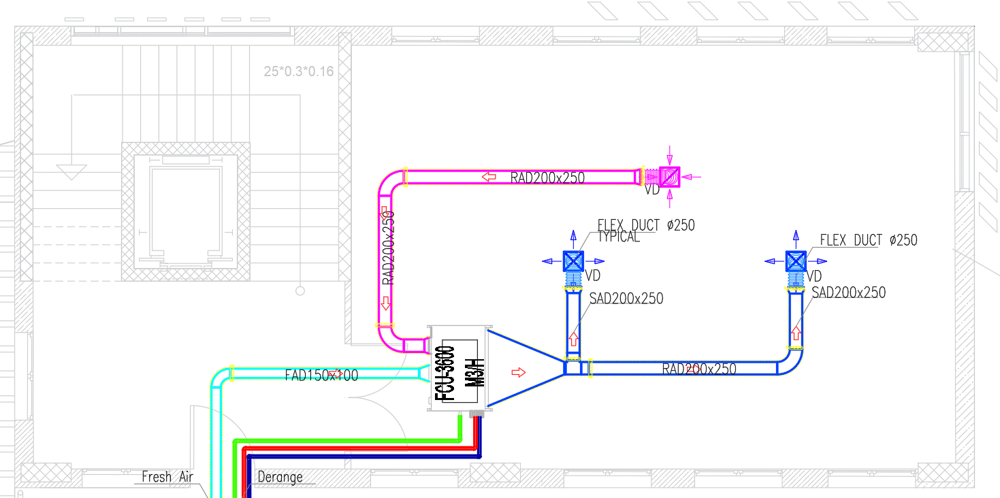 25*0.3*0.16
RAD200x250
VD
RAD200x250
FLEX DUCT ø250
TYPICAL
FLEX DUCT ø250
VD
VD
SAD200x250
SAD200x250
FCU-3600
M3/H
FAD150x100
RAD200x250
Fresh Air
Derange